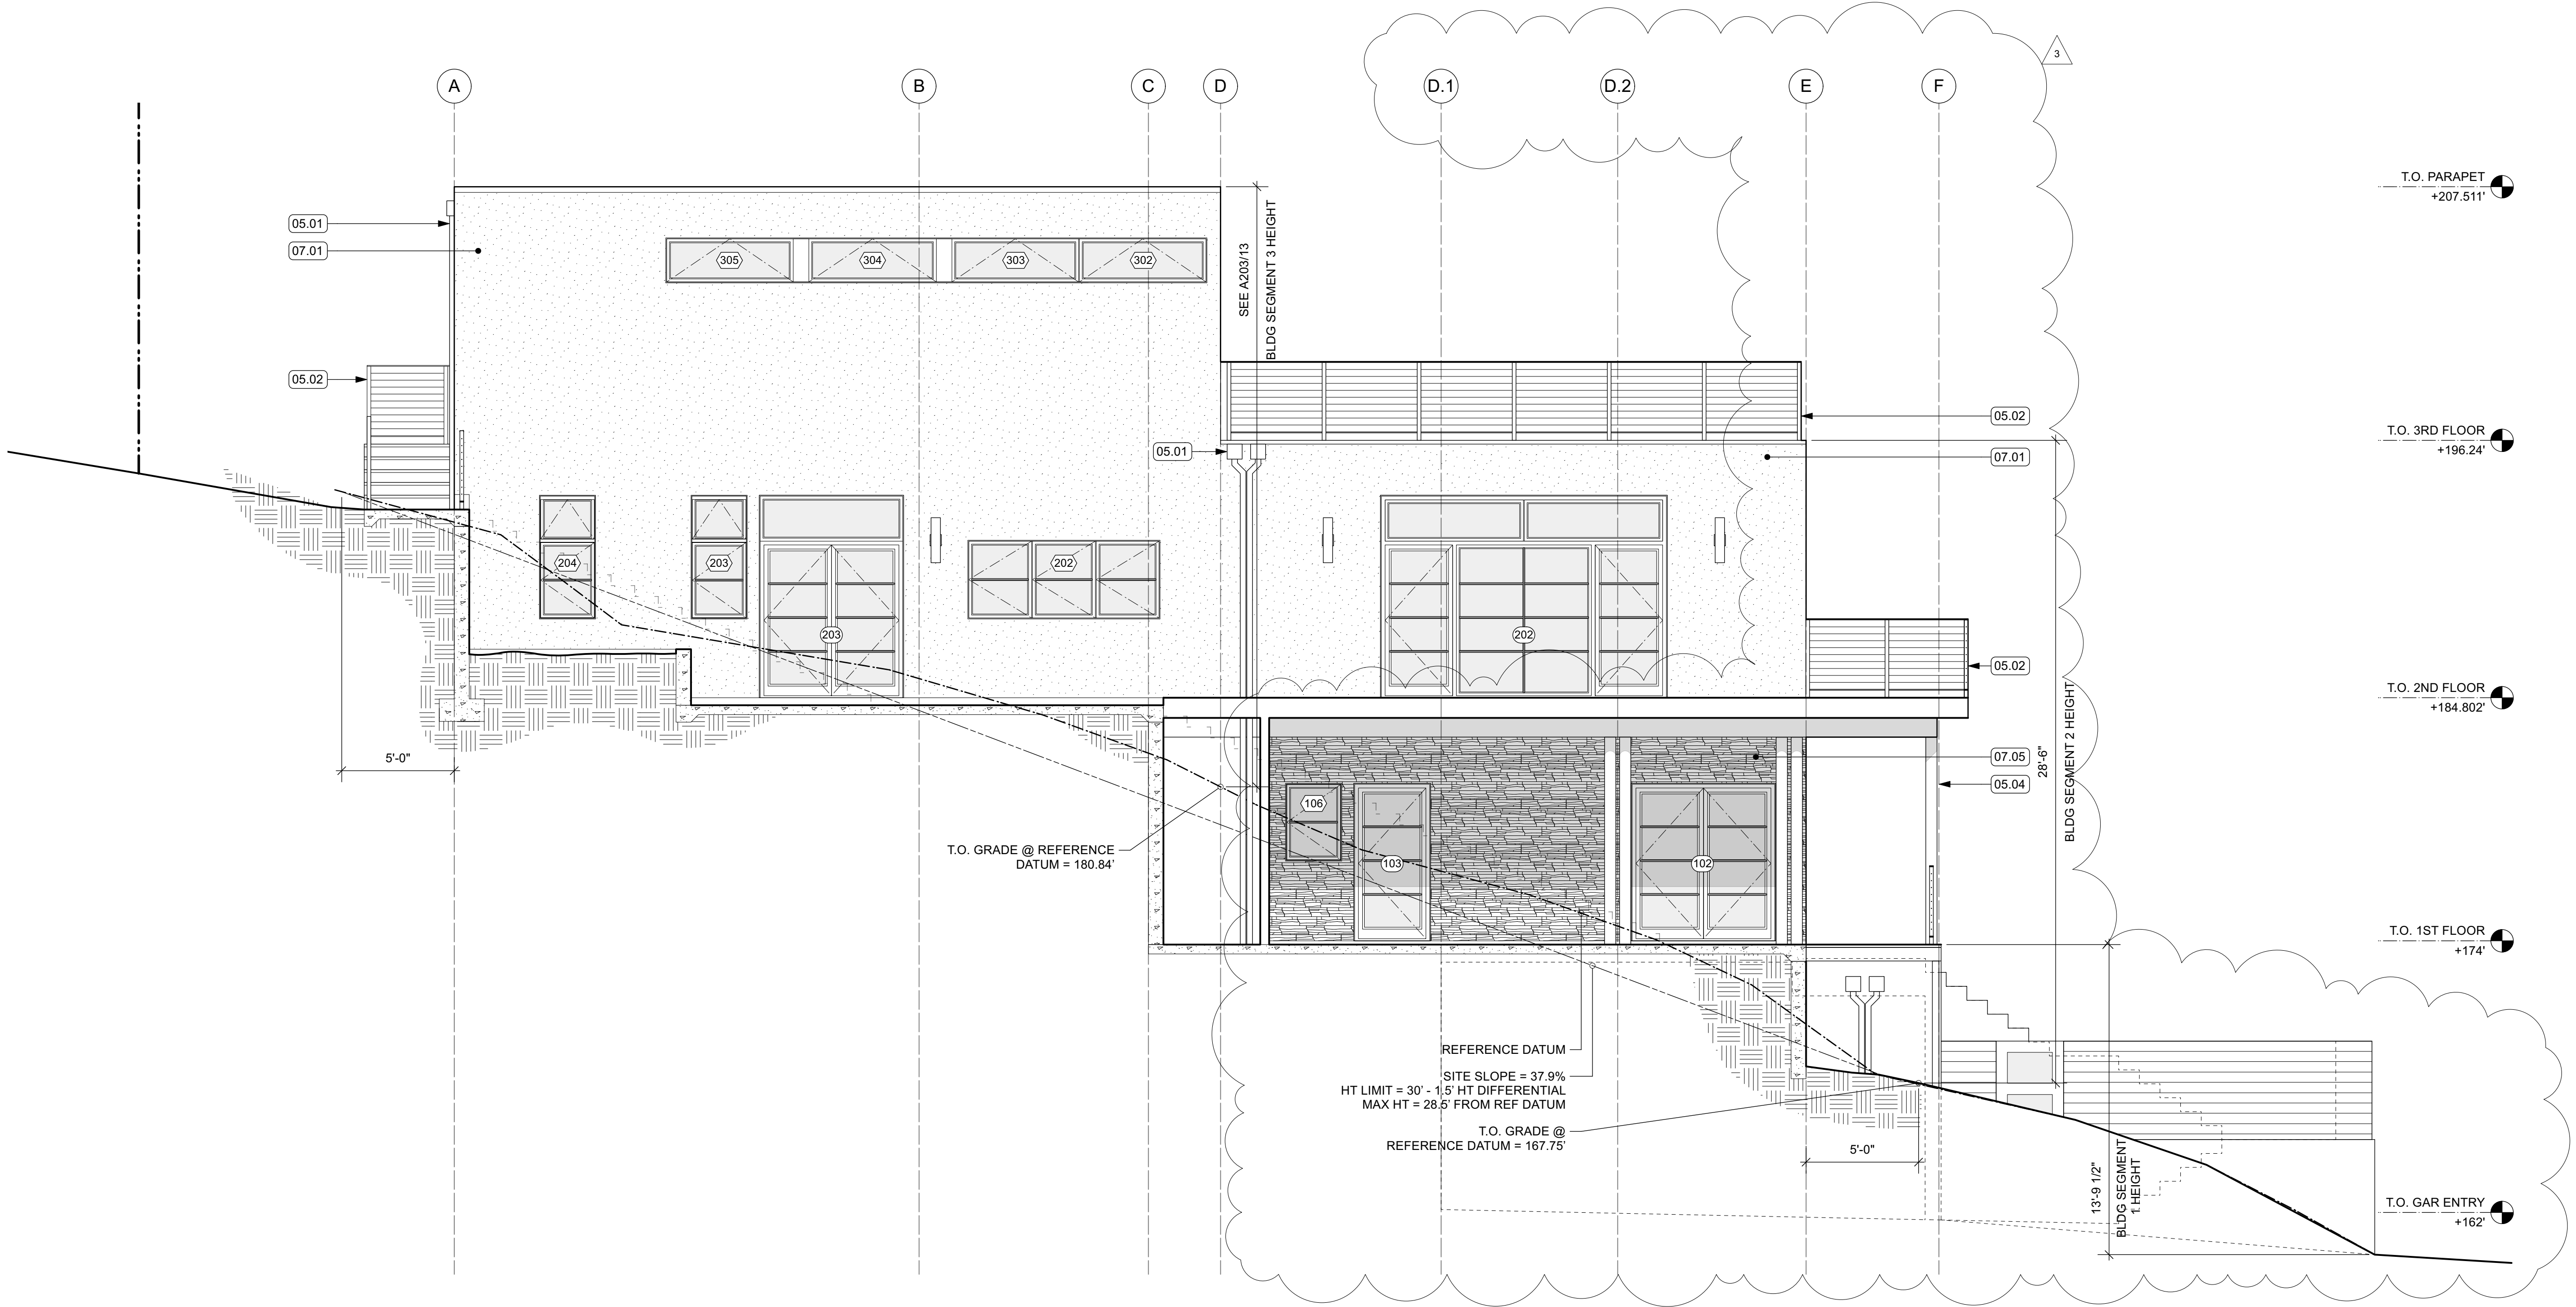 3
A
B
C
D
D.1
D.2
E
F
T.O. PARAPET
+207.511'
05.01
07.01
305
304
303
302
SEE A203/13
BLDG SEGMENT 3 HEIGHT
05.02
05.02
T.O. 3RD FLOOR
+196.24'
05.01
07.01
204
203
202
203
202
05.02
T.O. 2ND FLOOR
+184.802'
5'-0"
28'-6"
BLDG SEGMENT 2 HEIGHT
07.05
05.04
106
103
102
T.O. GRADE @ REFERENCE
DATUM = 180.84'
T.O. 1ST FLOOR
+174'
REFERENCE DATUM
SITE SLOPE = 37.9%
HT LIMIT = 30' - 1.5' HT DIFFERENTIAL
MAX HT = 28.5' FROM REF DATUM
T.O. GRADE @
REFERENCE DATUM = 167.75'
5'-0"
13'-9 1/2"
BLDG SEGMENT
1 HEIGHT
T.O. GAR ENTRY
+162'